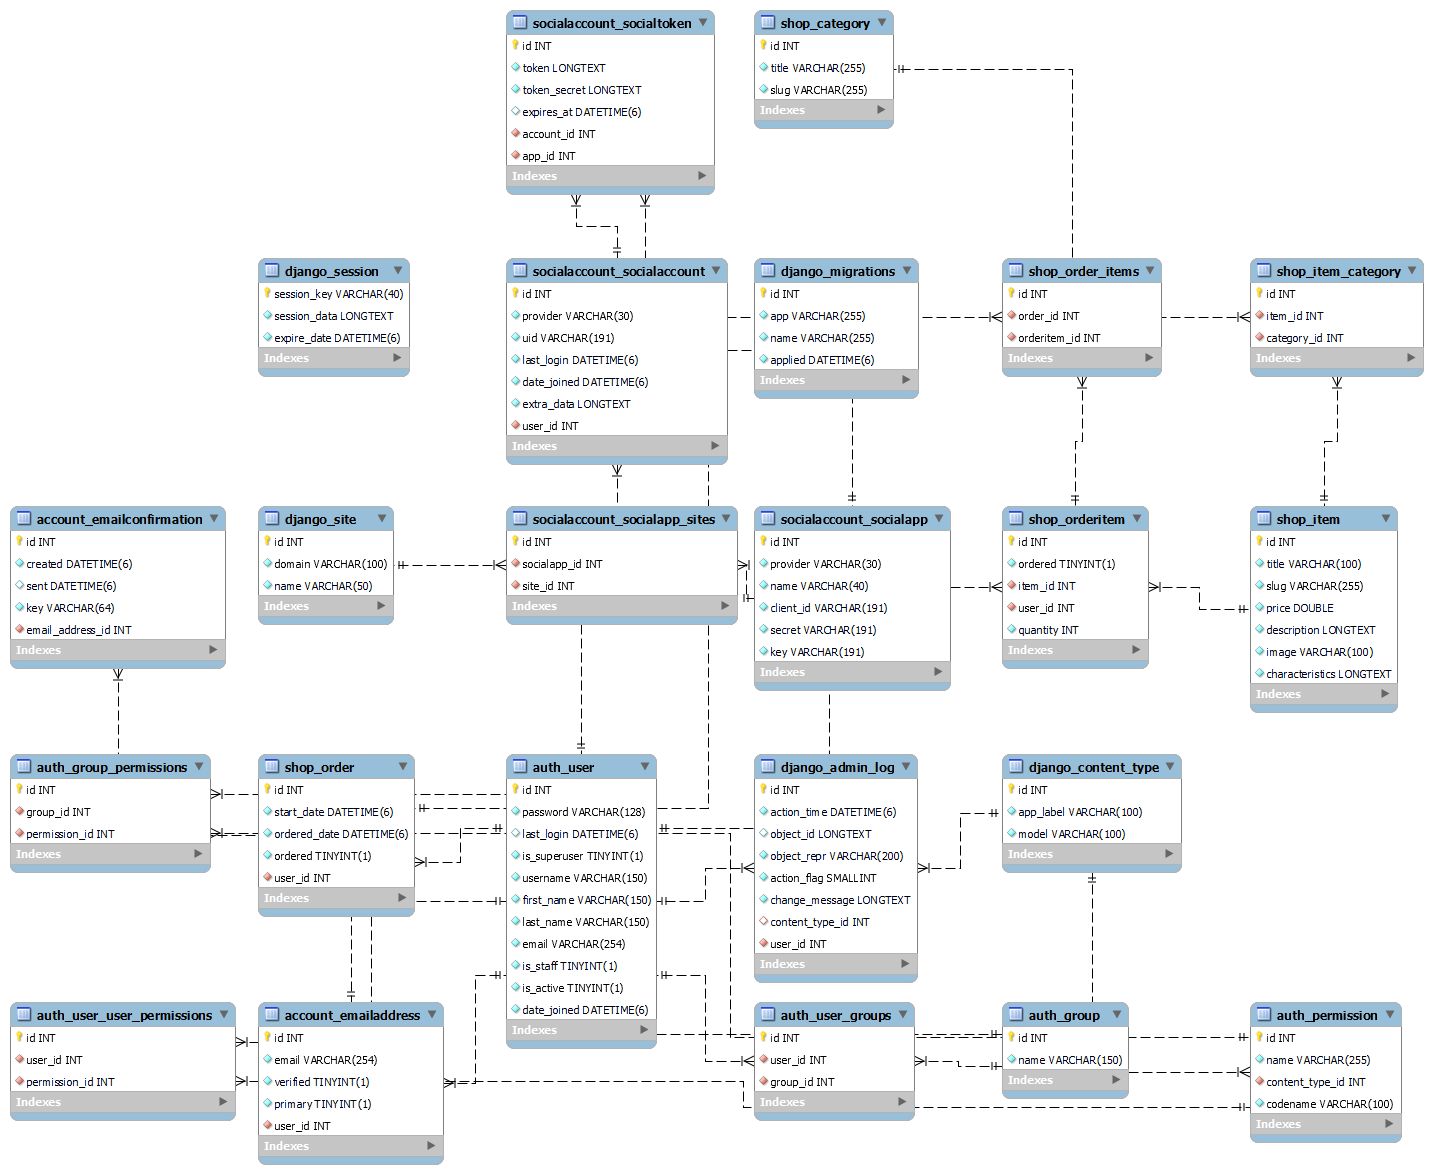 socialaccount_socialtoken
id INT
token LONGTEXT
token_secret LONGTEXT
expires_at DATETIME(6)
account_id INT
app_id INT
Indexes
shop_category
id INT
title VARCHAR(255)
slug VARCHAR(255)
Indexes
django_session
session_key VARCHAR(40)
session_data LONGTEXT
expire_date DATETIME(6)
Indexes
socialaccount_socialaccount
id INT
provider VARCHAR(30)
uid VARCHAR(191)
last_login DATETIME(6)
date_joined DATETIME(6)
extra_data LONGTEXT
user_id INT
Indexes
django_migrations
id INT
app VARCHAR(255)
name VARCHAR(255)
applied DATETIME(6)
Indexes
shop_order_items
id INT
order_id INT
orderitem_id INT
Indexes
shop_item_category
id INT
item_id INT
category_id INT
Indexes
account_emailconfirmation
id INT
created DATETIME(6)
sent DATETIME(6)
key VARCHAR(64)
email_address_id INT
Indexes
django_site
id INT
domain VARCHAR(100)
name VARCHAR(50)
Indexes
socialaccount_socialapp_sites
id INT
socialapp_id INT
site_id INT
Indexes
socialaccount_socialapp
id INT
provider VARCHAR(30)
name VARCHAR(40)
client_id VARCHAR(191)
secret VARCHAR(191)
key VARCHAR(191)
Indexes
shop_orderitem
id INT
ordered TINYINT(1)
item_id INT
user_id INT
quantity INT
Indexes
shop_item
id INT
title VARCHAR(100)
slug VARCHAR(255)
price DOUBLE
description LONGTEXT
image VARCHAR(100)
characteristics LONGTEXT
Indexes
auth_group_permissions
id INT
group_id INT
permission_id INT
Indexes
shop_order
id INT
start_date DATETIME(6)
ordered_date DATETIME(6)
ordered TINYINT(1)
user_id INT
Indexes
auth_user
id INT
password VARCHAR(128)
last_login DATETIME(6)
is_superuser TINYINT(1)
username VARCHAR(150)
first_name VARCHAR(150)
last_name VARCHAR(150)
email VARCHAR(254)
is_staff TINYINT(1)
is_active TINYINT(1)
date_joined DATETIME(6)
Indexes
django_admin_log
id INT
action_time DATETIME(6)
object_id LONGTEXT
object_repr VARCHAR(200)
action_flag SMALLINT
change_message LONGTEXT
content_type_id INT
user_id INT
Indexes
django_content_type
id INT
app_label VARCHAR(100)
model VARCHAR(100)
Indexes
auth_user_user_permissions
id INT
user_id INT
permission_id INT
Indexes
account_emailaddress
id INT
email VARCHAR(254)
verified TINYINT(1)
primary TINYINT(1)
user_id INT
Indexes
auth_user_groups
id INT
user_id INT
group_id INT
Indexes
auth_group
id INT
name VARCHAR(150)
Indexes
auth_permission
id INT
name VARCHAR(255)
content_type_id INT
codename VARCHAR(100)
Indexes